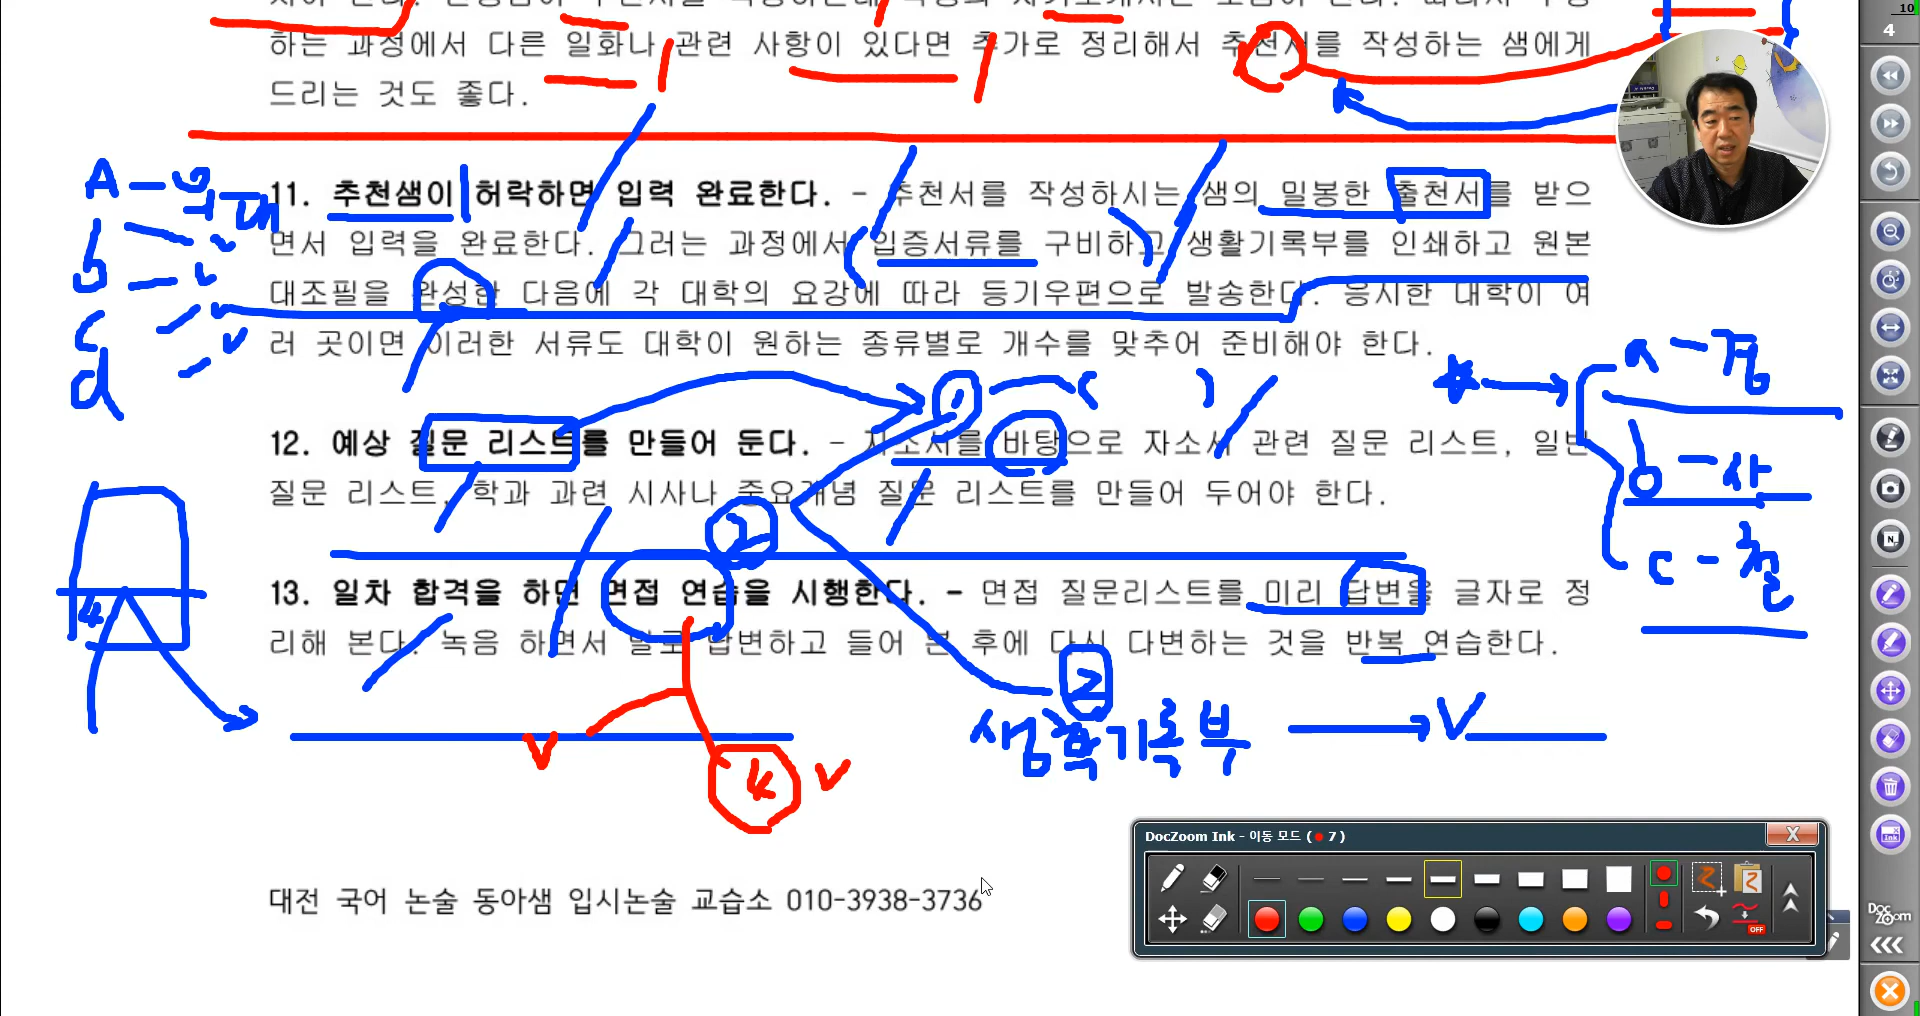 하는 과정에서 다른 일화나 관련 사항이 있다면 추가로 정리해서 추천서를 작성하는 샘에게
드리는 것도 좋다.
11. 추천샘이 허락하면 입력 완료한다. - 추천서를 작성하시는 샘의 밀봉한 출천서를 받으
면서 입력을 완료한다. 그러는 과정에서 입증서류를 구비하고 생활기록부를 인쇄하고 원본
대조필을 완성한 다음에 각 대학의 요강에 따라 등기우편으로 발송한다. 응시한 대학이 여
러 곳이면 이러한 서류도 대학이 원하는 종류별로 개수를 맞추어 준비해야 한다.
12. 예상 질문 리스트를 만들어 둔다. - 자소서를 바탕으로 자소서 관련 질문 리스트, 일반
질문 리스트, 학과 과련 시사나 중요개념 질문 리스트를 만들어 두어야 한다.
13. 일차 합격을 하면 면접 연습을 시행한다. - 면접 질문리스트를 미리 답변을 글자로 정
리해 본다. 녹음 하면서 말로 답변하고 들어 본 후에 다시 다변하는 것을 반복 연습한다.
대전 국어 논술 동아샘 입시논술 교습소 010-3938-3736
A -
b
c
d
1
2
4
2
4
a -
b - 사
c -
기록부
DocZoom Ink - 이동 모드 ( 7 )
OFF
10
4
N
Ink
Doc Zoom